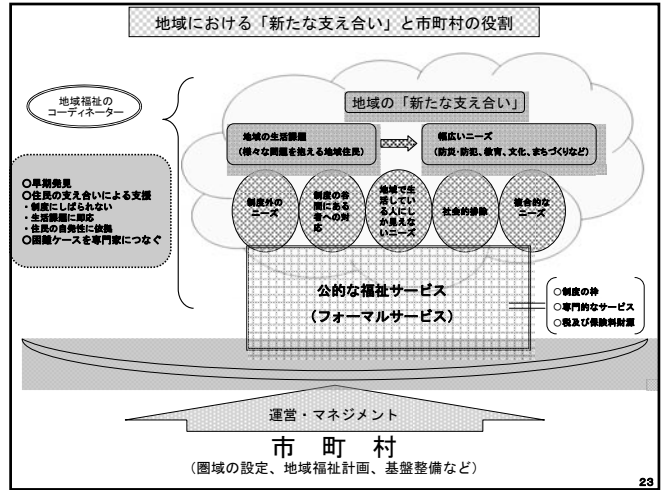 地域における「新たな支え合い」と市町村の役割
地域福祉の
コーディネーター
地域の「新たな支え合い」
地域の生活課題
(様々な問題を抱える地域住民)
幅広いニーズ
(防災・防犯、教育、文化、まちづくりなど)
○早期発見
○住民の支え合いによる支援
・制度にしばられない
・生活課題に即応
・住民の自発性に依拠
○困難ケースを専門家につなぐ
制度外の
ニーズ
制度の谷
間にある
者への対
応
地域で生
活してい
る人にし
か見えな
いニーズ
社会的排除
複合的な
ニーズ
公的な福祉サービス
(フォーマルサービス)
○制度の枠
○専門的なサービス
○税及び保険料財源
運営・マネジメント
市 町 村
(圏域の設定、地域福祉計画、基盤整備など)
23